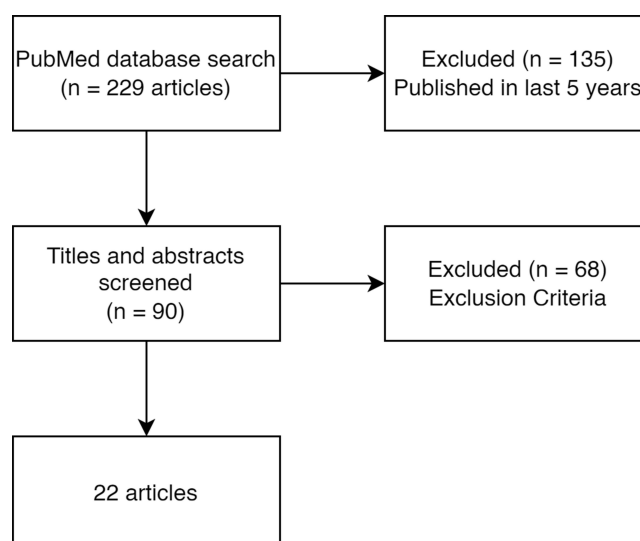 PubMed database search
(n = 229 articles)
Excluded (n = 135)
Published in last 5 years
Titles and abstracts
screened
(n = 90)
Excluded (n = 68)
Exclusion Criteria
22 articles